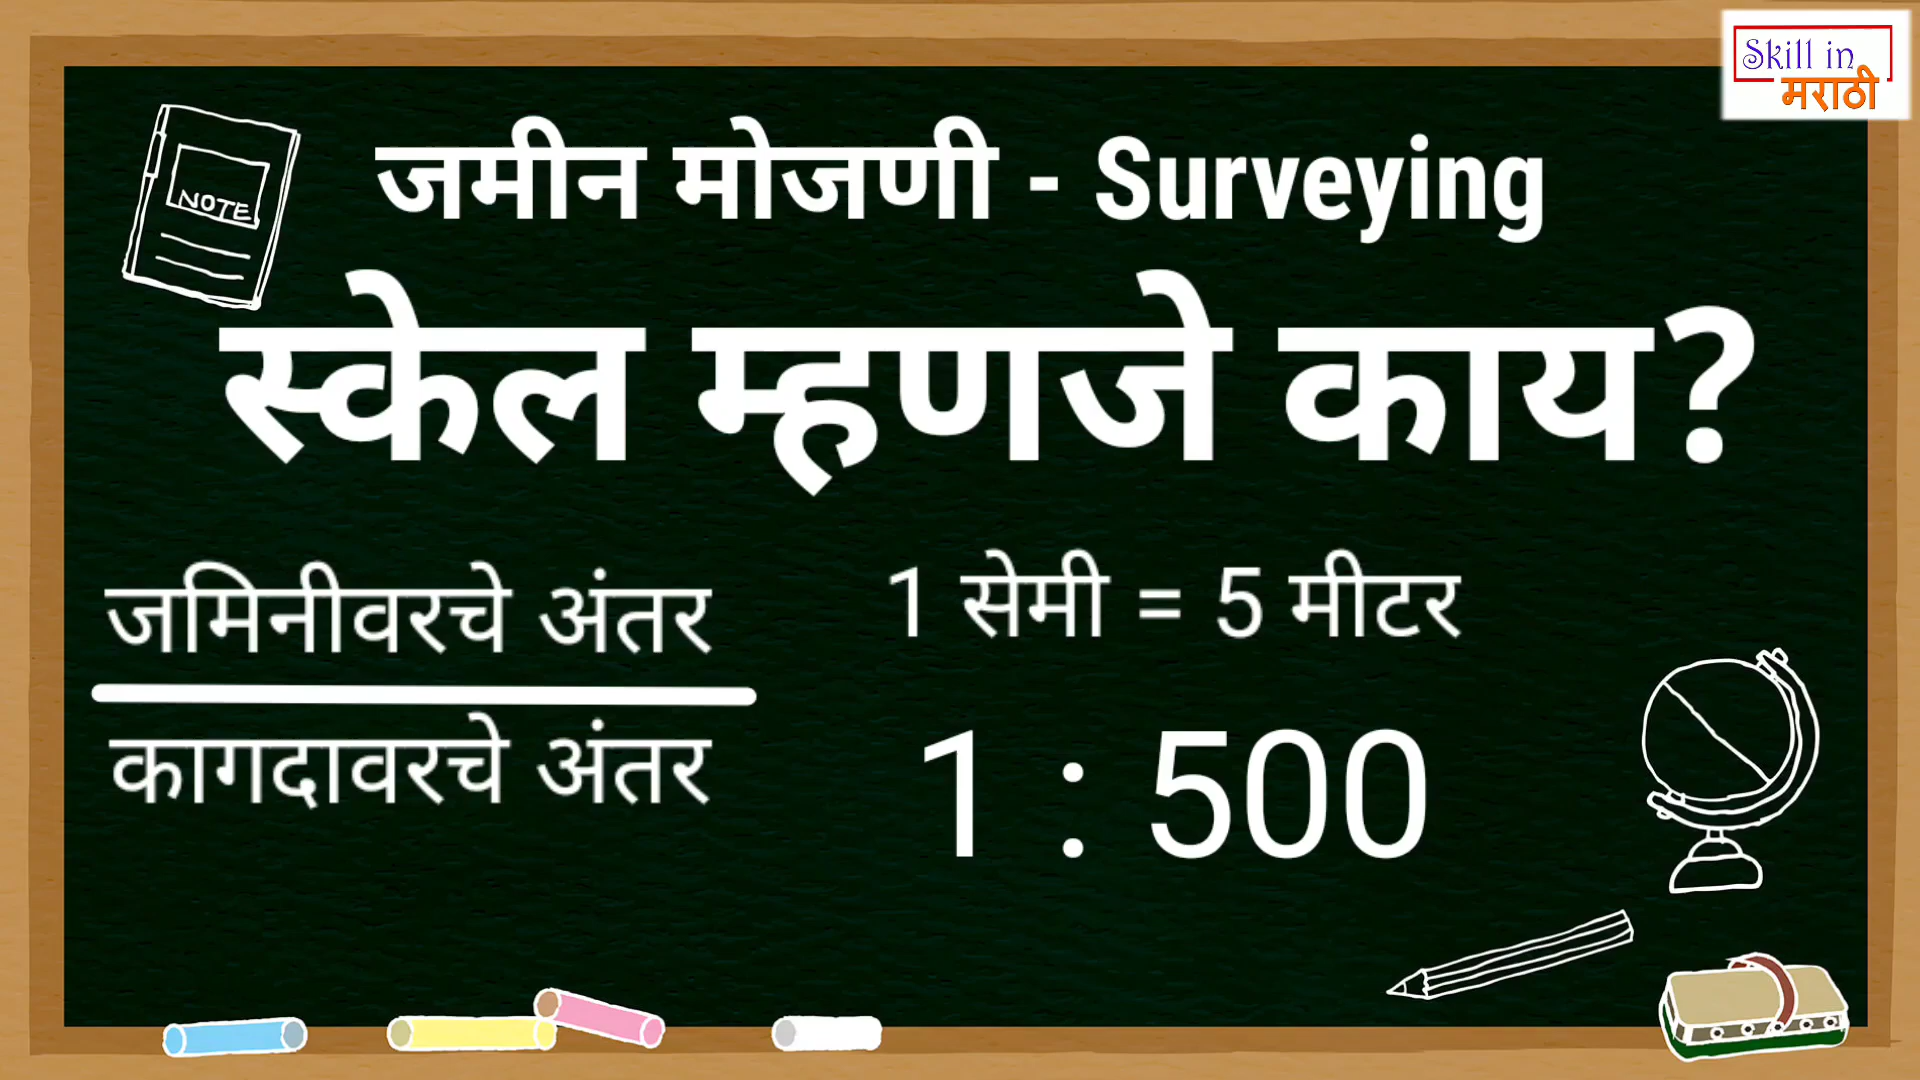 Skill in
मराठी
NOTE
जमीन मोजणी - Surveying
स्केल म्हणजे काय?
जमिनीवरचे अंतर
कागदावरचे अंतर
1 सेमी = 5 मीटर
1 : 500